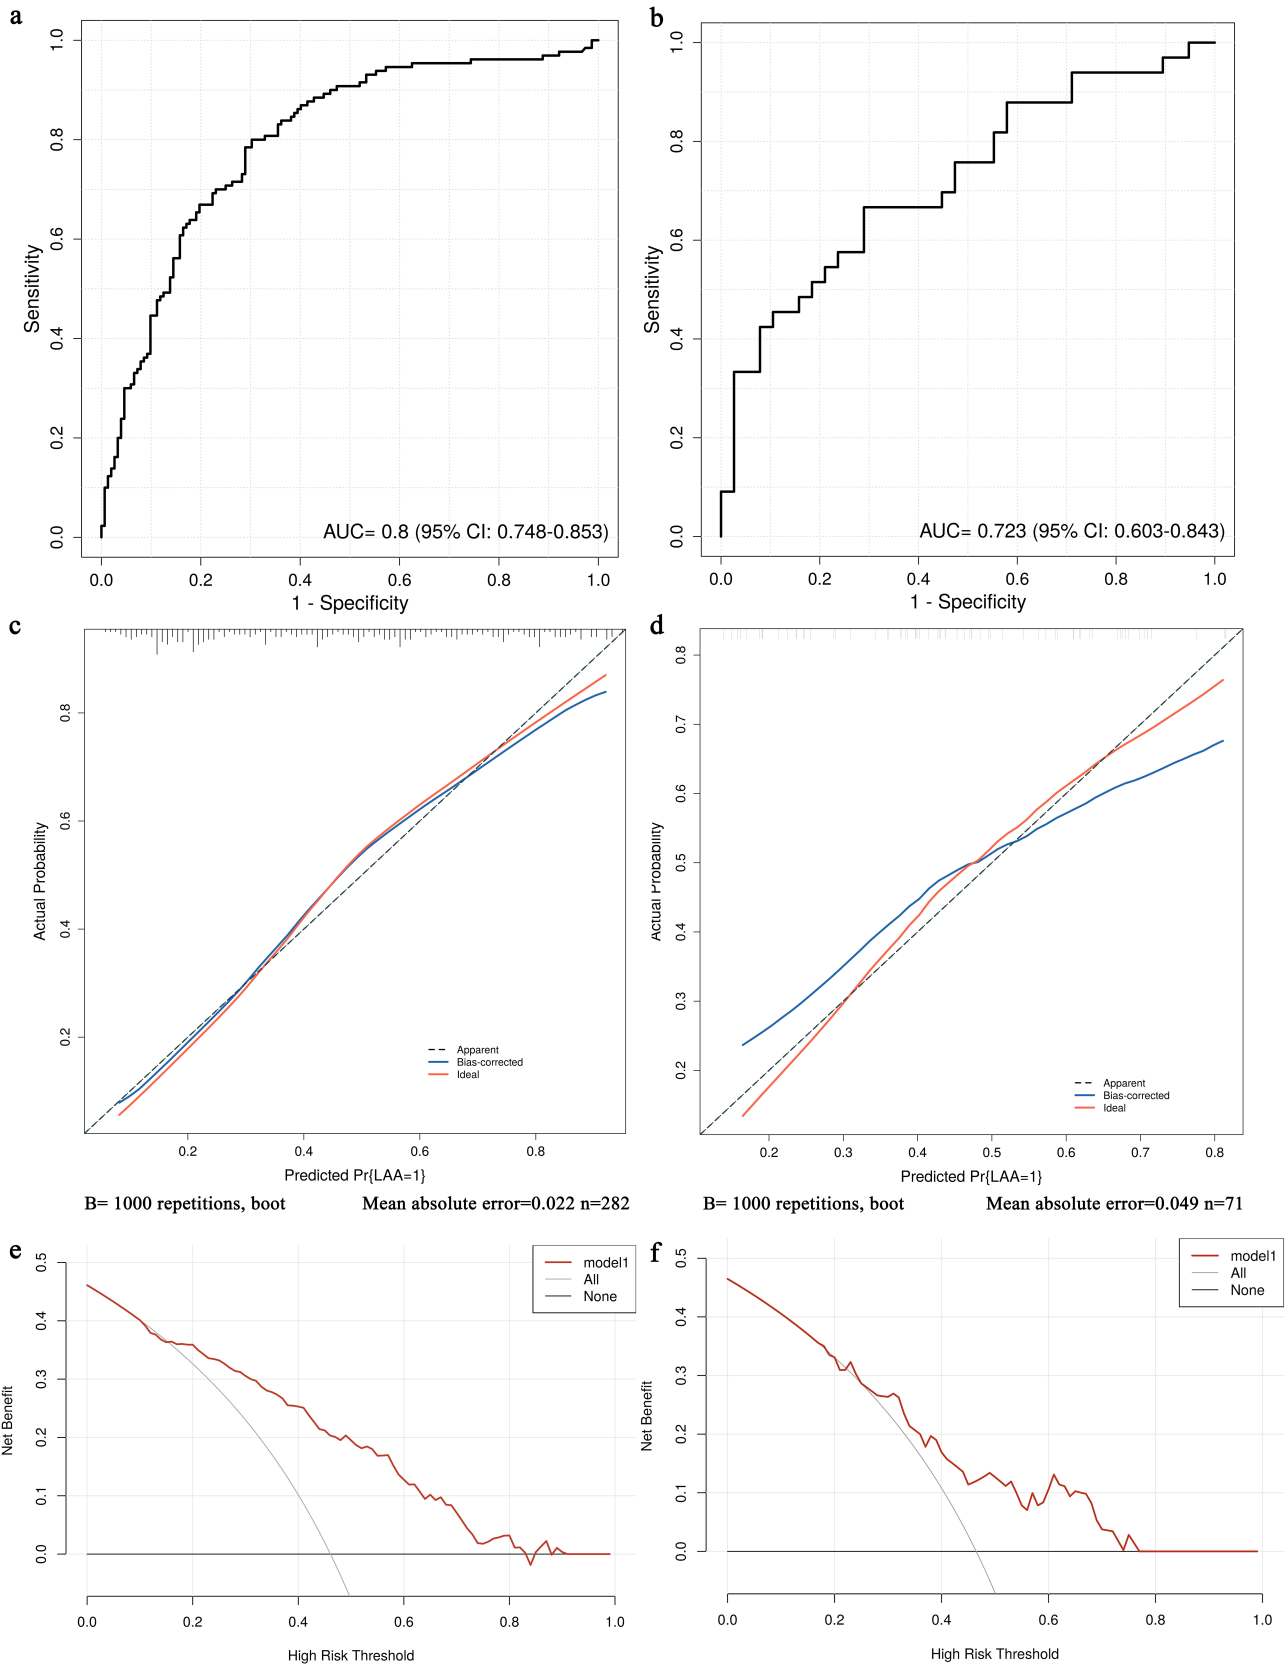 a
1.0
0.8
0.6
0.4
0.2
0.0
Sensitivity
AUC= 0.8 (95% CI: 0.748-0.853)
0.0 0.2 0.4 0.6 0.8 1.0
1 - Specificity
b
1.0
0.8
0.6
0.4
0.2
0.0
Sensitivity
AUC= 0.723 (95% CI: 0.603-0.843)
0.0 0.2 0.4 0.6 0.8 1.0
1 - Specificity
c
0.8
0.6
0.4
0.2
Actual Probability
Apparent
Bias-corrected
Ideal
0.2 0.4 0.6 0.8
Predicted Pr{LAA=1}
B= 1000 repetitions, boot Mean absolute error=0.022 n=282
d
0.8
0.7
0.6
0.5
0.4
0.3
0.2
Actual Probability
Apparent
Bias-corrected
Ideal
0.2 0.3 0.4 0.5 0.6 0.7 0.8
Predicted Pr{LAA=1}
B= 1000 repetitions, boot Mean absolute error=0.049 n=71
e
0.5
0.4
0.3
0.2
0.1
0.0
Net Benefit
model1
All
None
0.0 0.2 0.4 0.6 0.8 1.0
High Risk Threshold
f
0.5
0.4
0.3
0.2
0.1
0.0
Net Benefit
model1
All
None
0.0 0.2 0.4 0.6 0.8 1.0
High Risk Threshold